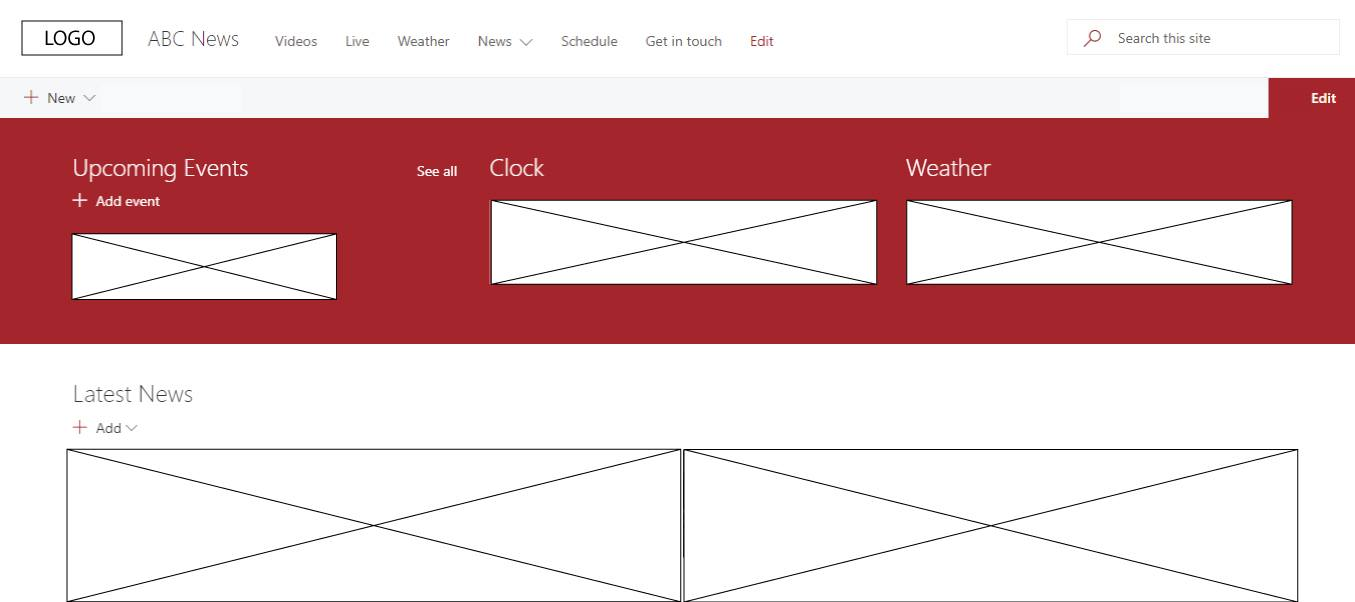 LOGO ABC News Videos Live Weather News Schedule Get in touch Edit Search this site
New Edit
Upcoming Events See all Clock Weather
Add event
Latest News
Add